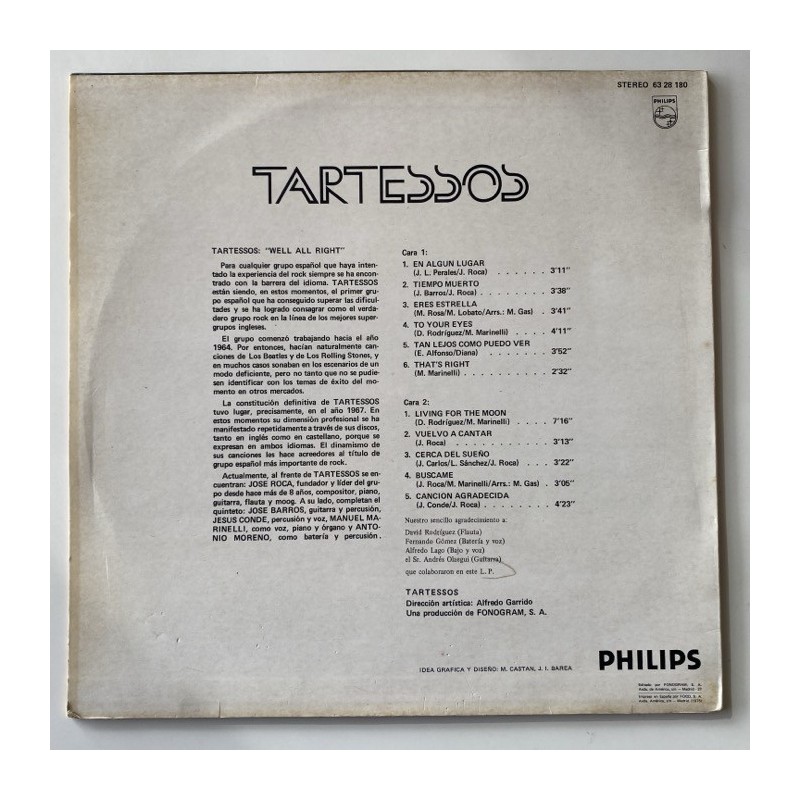 STEREO 63 28 180
PHILIPS
TARTESSOS
TARTESSOS: "WELL ALL RIGHT"
Para cualquier grupo español que haya inten-
tado la experiencia del rock siempre se ha encon-
trado con la barrera del idioma. TARTESSOS
están siendo, en estos momentos, el primer gru-
po español que ha conseguido superar las dificul-
tades y se ha logrado consagrar como el verda-
dero grupo rock en la línea de los mejores super-
grupos ingleses.
El grupo comenzó trabajando hacia el año
1964. Por entonces, hacían naturalmente can-
ciones de Los Beatles y de Los Rolling Stones, y
en muchos casos sonaban en los escenarios de un
modo deficiente, pero no tanto que no se pudie-
sen identificar con los temas de éxito del mo-
mento en otros mercados.
La constitución definitiva de TARTESSOS
tuvo lugar, precisamente, en el año 1967. En
estos momentos su dimensión profesional se ha
manifestado repetidamente a través de sus discos,
tanto en inglés como en castellano, porque se
expresan en ambos idiomas. El dinamismo de
sus canciones les hace acreedores al título de
grupo español más importante de rock.
Actualmente, al frente de TARTESSOS se en-
cuentran: JOSE ROCA, fundador y líder del gru-
po desde hace más de 8 años, compositor, piano,
guitarra, flauta y moog. A su lado, completan el
quinteto: JOSE BARROS, guitarra y percusión,
JESUS CONDE, percusión y voz, MANUEL MA-
RINELLI, como voz, piano y órgano y ANTO-
NIO MORENO, como batería y percusión.
Cara 1:
1. EN ALGUN LUGAR
(J. L. Perales/J. Roca) . . . . . . 3'11"
2. TIEMPO MUERTO
(J. Barros/J. Roca) . . . . . . . . 3'38"
3. ERES ESTRELLA
(M. Rosa/M. Lobato/Arrs.: M. Gas) . 3'41"
4. TO YOUR EYES
(D. Rodríguez/M. Marinelli) . . . . 4'11"
5. TAN LEJOS COMO PUEDO VER
(E. Alfonso/Diana) . . . . . . . . 3'52"
6. THAT'S RIGHT
(M. Marinelli) . . . . . . . . . . 2'32"
Cara 2:
1. LIVING FOR THE MOON
(D. Rodríguez/M. Marinelli) . . . . 7'16"
2. VUELVO A CANTAR
(J. Roca) . . . . . . . . . . . 3'13"
3. CERCA DEL SUEÑO
(J. Carlos/L. Sánchez/J. Roca) . . . 3'22"
4. BUSCAME
(J. Roca/M. Marinelli/Arrs.: M. Gas) . 3'05"
5. CANCION AGRADECIDA
(J. Conde/J. Roca) . . . . . . . . 4'23"
Nuestro sencillo agradecimiento a:
David Rodríguez (Flauta)
Fernando Gómez (Batería y voz)
Alfredo Lago (Bajo y voz)
el Sr. Andrés Olaegui (Guitarra)
que colaboraron en este L. P.
TARTESSOS
Dirección artística: Alfredo Garrido
Una producción de FONOGRAM, S. A.
IDEA GRAFICA Y DISEÑO: M. CASTAN, J. I. BAREA
PHILIPS
Editado por FONOGRAM, S. A.
Avda. de América, s/n - Madrid
Impreso en España por
Avda. de América, s/n - Madrid (1975)